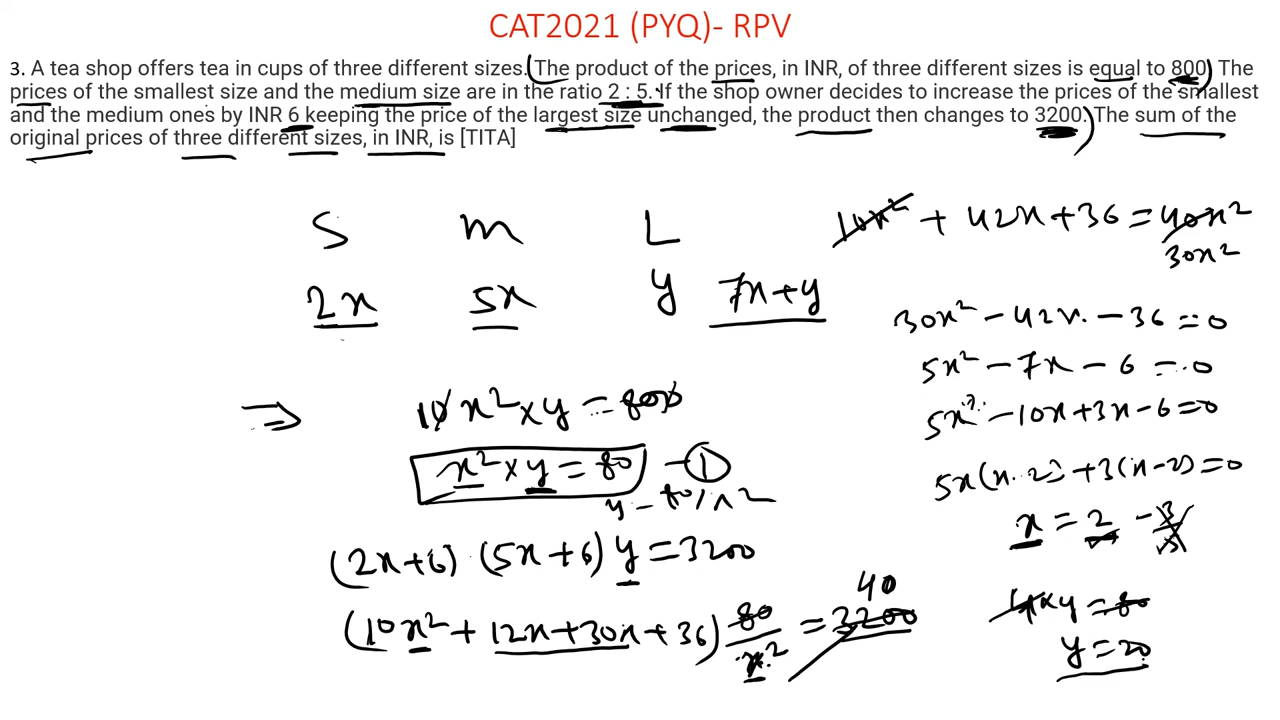 CAT2021 (PYQ)- RPV
3. A tea shop offers tea in cups of three different sizes. The product of the prices, in INR, of three different sizes is equal to 800. The
prices of the smallest size and the medium size are in the ratio 2 : 5. If the shop owner decides to increase the prices of the smallest
and the medium ones by INR 6 keeping the price of the largest size unchanged, the product then changes to 3200. The sum of the
original prices of three different sizes, in INR, is [TITA]
S m L
2x 5x y 7x+y
⇒ 10x² × y = 800
x² × y = 80 - ①
y = 80/x²
(2x+6) (5x+6) y = 3200
40
(10x² + 12x + 30x + 36) 80/x² = 3200
10x² + 42x + 36 = 40x²
30x²
30x² - 42x - 36 = 0
5x² - 7x - 6 = 0
5x² - 10x + 3x - 6 = 0
5x(x-2) + 3(x-2) = 0
x = 2
4 × y = 80
y = 20